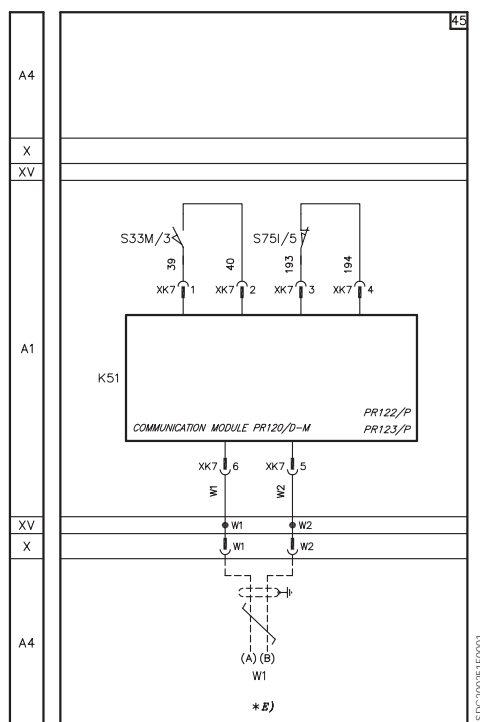 45
A4
X
XV
A1
S33M/3
S75I/5
39
40
193
194
XK7 1
XK7 2
XK7 3
XK7 4
K51
PR122/P
COMMUNICATION MODULE PR120/D-M
PR123/P
XK7 6
XK7 5
W1
W2
XV
W1
W2
X
W1
W2
A4
(A) (B)
W1
*E)